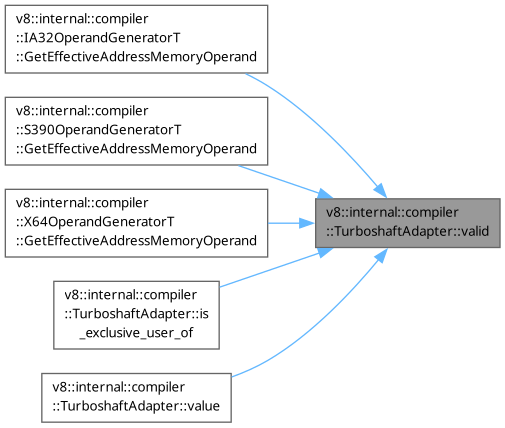 v8::internal::compiler
::IA32OperandGeneratorT
::GetEffectiveAddressMemoryOperand
v8::internal::compiler
::S390OperandGeneratorT
::GetEffectiveAddressMemoryOperand
v8::internal::compiler
::X64OperandGeneratorT
::GetEffectiveAddressMemoryOperand
v8::internal::compiler
::TurboshaftAdapter::valid
v8::internal::compiler
::TurboshaftAdapter::is
_exclusive_user_of
v8::internal::compiler
::TurboshaftAdapter::value